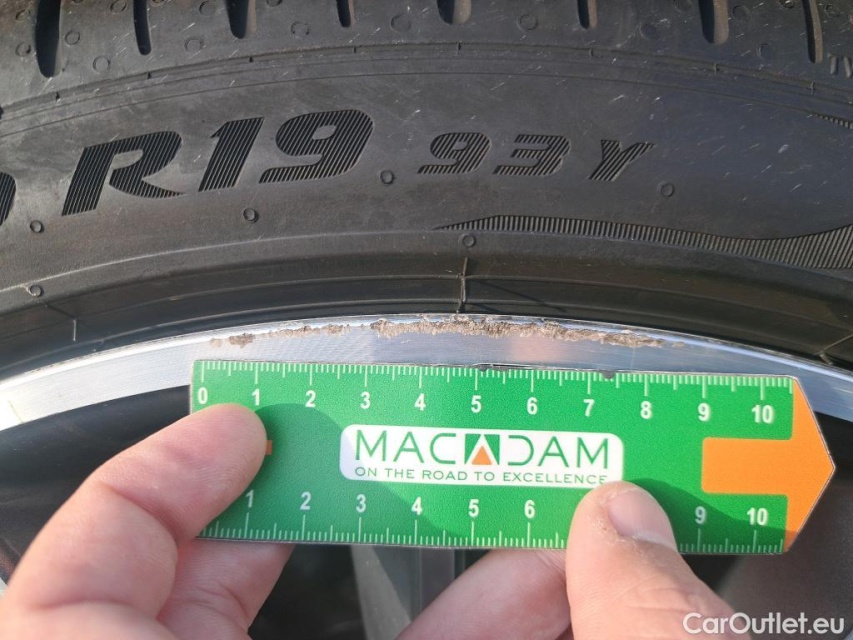 R19 93Y
0 1 2 3 4 5 6 7 8 9 10
MACADAM
ON THE ROAD TO EXCELLENCE
1 2 3 4 5 6 9 10
CarOutlet.eu